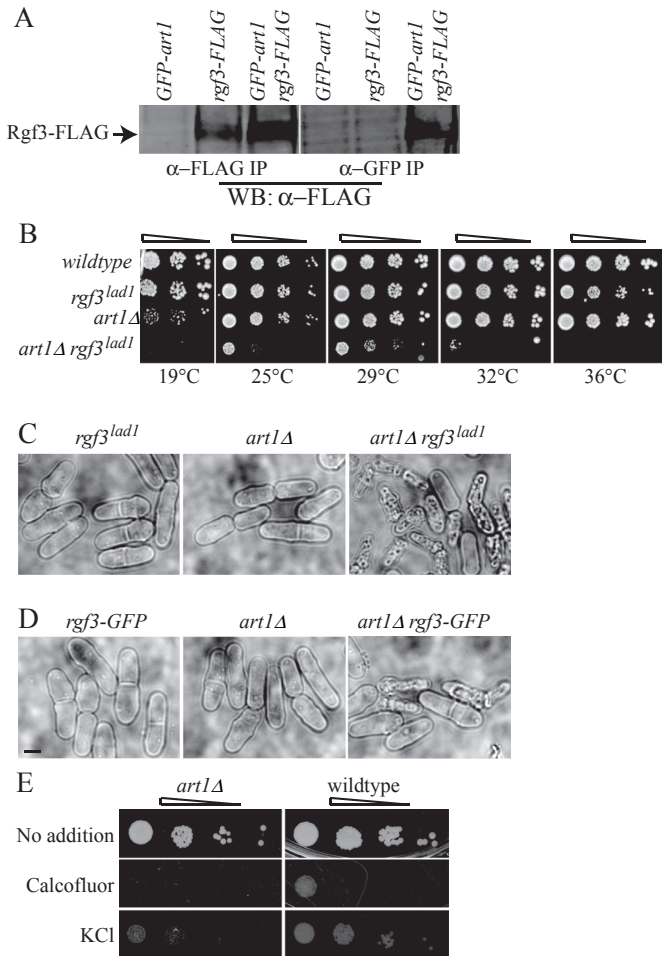 A
GFP-art1
rgf3-FLAG
GFP-art1
rgf3-FLAG
GFP-art1
rgf3-FLAG
GFP-art1
rgf3-FLAG
Rgf3-FLAG
α–FLAG IP α–GFP IP
WB: α–FLAG
B
wildtype
rgf3lad1
art1Δ
art1Δ rgf3lad1
19°C 25°C 29°C 32°C 36°C
C
rgf3lad1 art1Δ art1Δ rgf3lad1
D
rgf3-GFP art1Δ art1Δ rgf3-GFP
E
art1Δ wildtype
No addition
Calcofluor
KCl